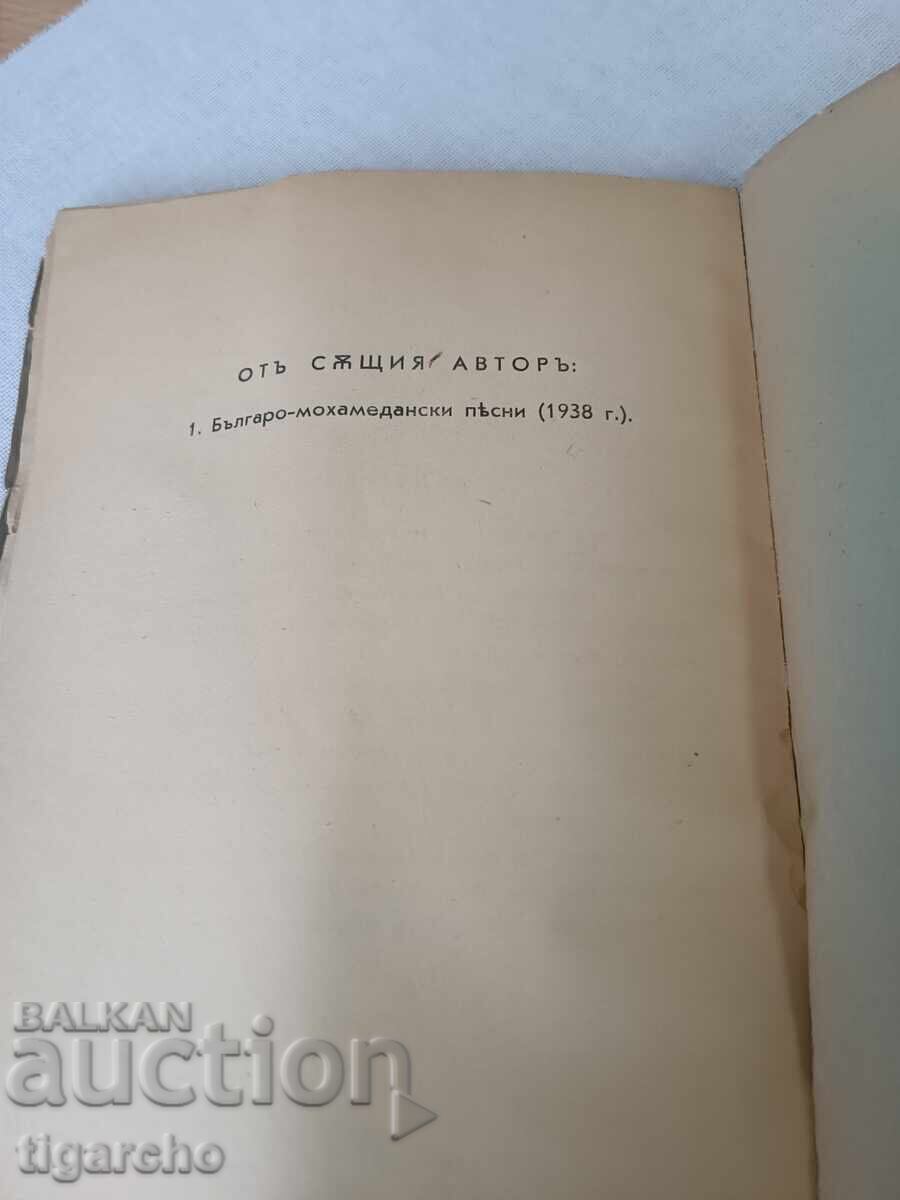 ОТЪ СѪЩИЯ АВТОРЪ:
1. Българо-мохамедански пѣсни (1938 г.).
BALKAN
auction
tigarcho